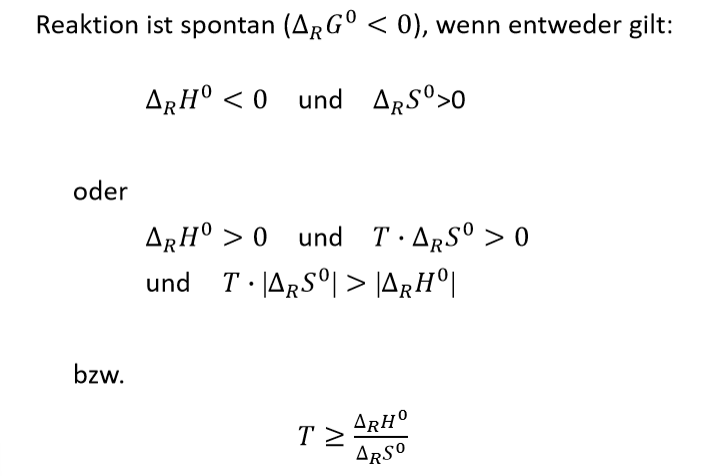 Reaktion ist spontan (Δ_R G⁰ < 0), wenn entweder gilt:
Δ_R H⁰ < 0 und Δ_R S⁰>0
oder
Δ_R H⁰ > 0 und T · Δ_R S⁰ > 0
und T · |Δ_R S⁰| > |Δ_R H⁰|
bzw.
T ≥ Δ_R H⁰ / Δ_R S⁰